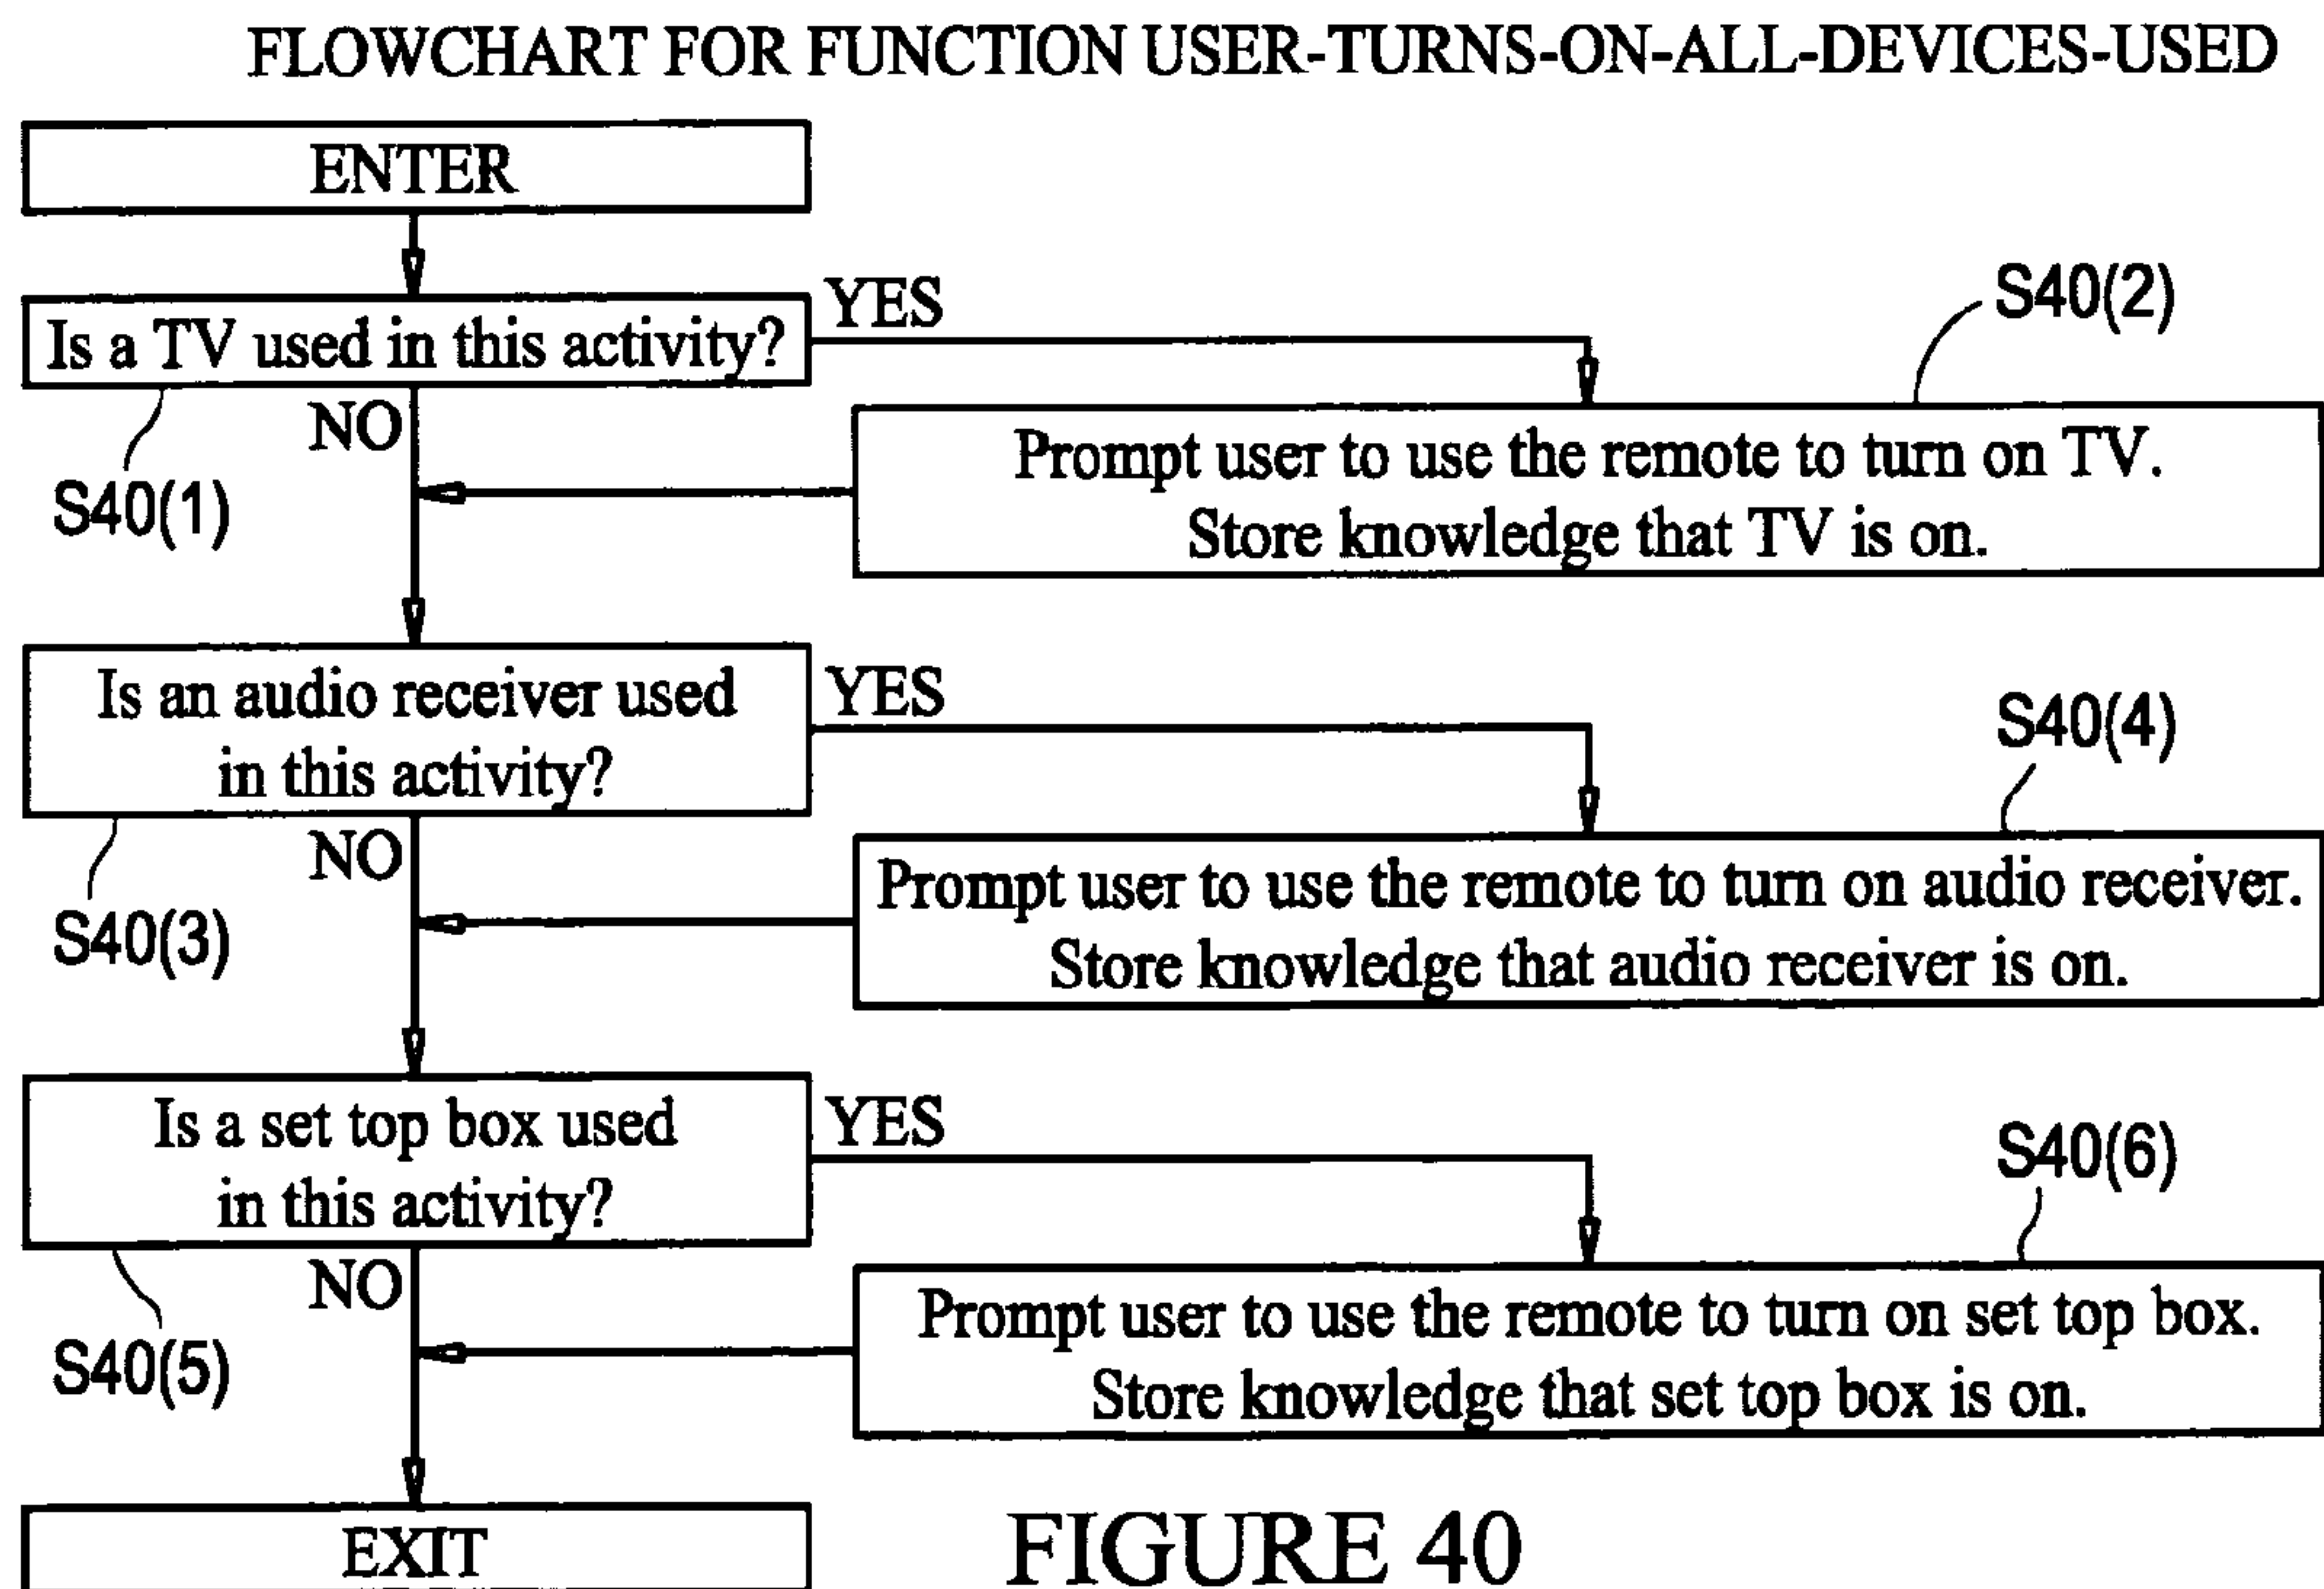 FLOWCHART FOR FUNCTION USER-TURNS-ON-ALL-DEVICES-USED
ENTER
Is a TV used in this activity?
YES
S40(2)
NO
S40(1)
Prompt user to use the remote to turn on TV.
Store knowledge that TV is on.
Is an audio receiver used
in this activity?
YES
S40(4)
NO
S40(3)
Prompt user to use the remote to turn on audio receiver.
Store knowledge that audio receiver is on.
Is a set top box used
in this activity?
YES
S40(6)
NO
S40(5)
Prompt user to use the remote to turn on set top box.
Store knowledge that set top box is on.
EXIT
FIGURE 40